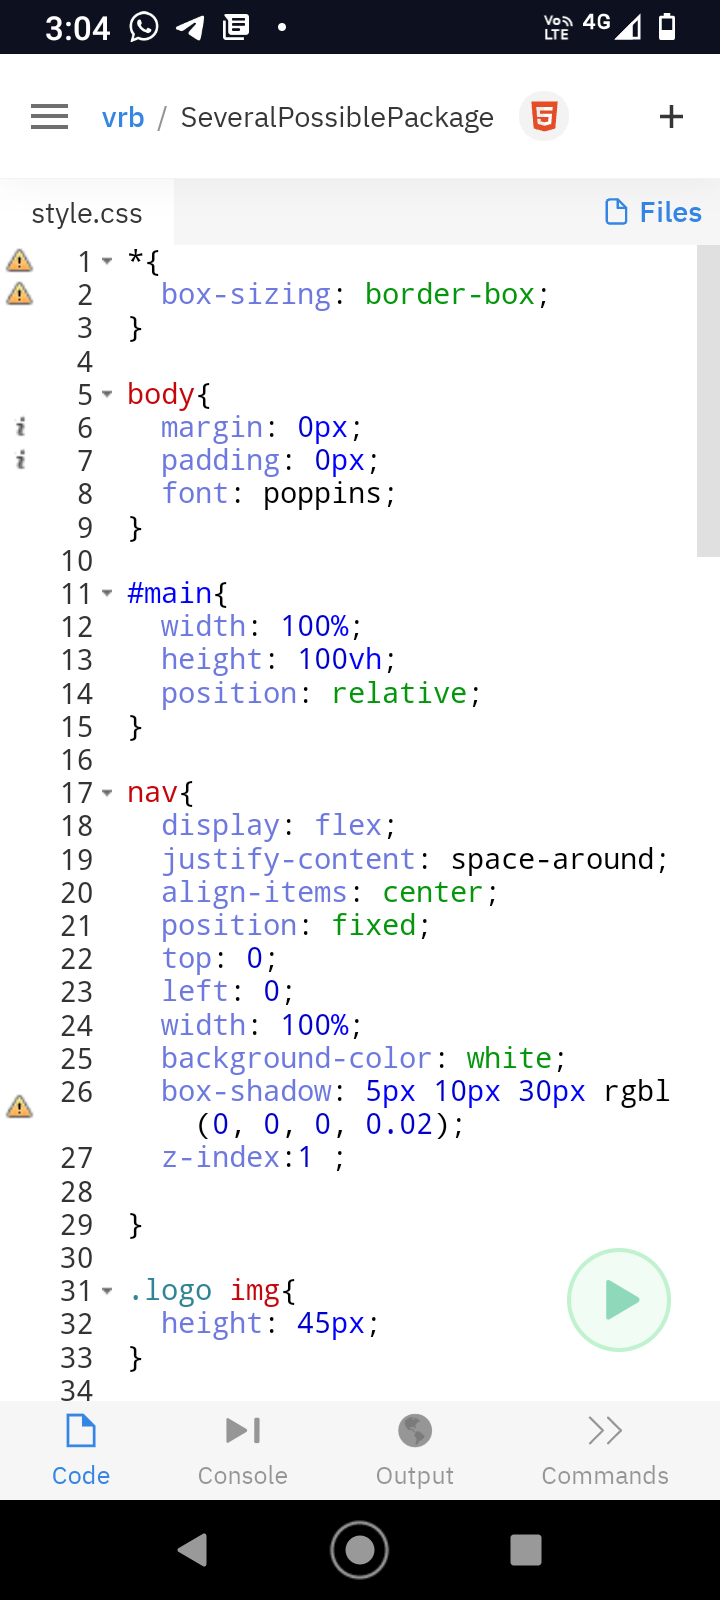 3:04
Vo LTE 4G
vrb / SeveralPossiblePackage
style.css
Files
1 *{
2 box-sizing: border-box;
3 }
4
5 body{
6 margin: 0px;
7 padding: 0px;
8 font: poppins;
9 }
10
11 #main{
12 width: 100%;
13 height: 100vh;
14 position: relative;
15 }
16
17 nav{
18 display: flex;
19 justify-content: space-around;
20 align-items: center;
21 position: fixed;
22 top: 0;
23 left: 0;
24 width: 100%;
25 background-color: white;
26 box-shadow: 5px 10px 30px rgbl
(0, 0, 0, 0.02);
27 z-index:1 ;
28
29 }
30
31 .logo img{
32 height: 45px;
33 }
34
Code Console Output Commands